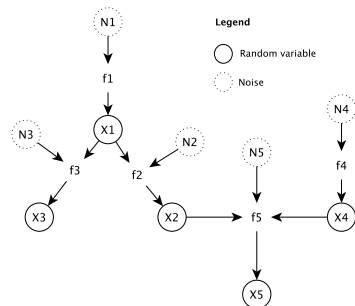 N1
Legend
Random variable
f1
Noise
N4
X1
N3
N2
N5
f3
f2
f4
X3
X2
f5
X4
X5